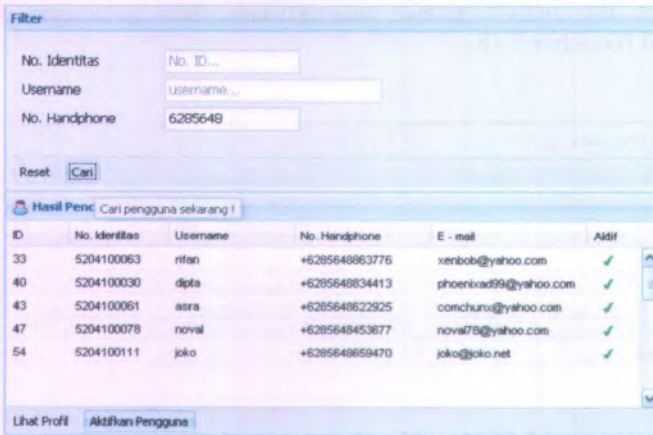 Filter
No. Identitas No. ID...
Username username...
No. Handphone 6285648
Reset Cari
Hasil Penc Cari pengguna sekarang !
ID No. Identitas Username No. Handphone E - mail Aktif
33 5204100063 rifan +6285648863776 xenbob@yahoo.com
40 5204100030 dipta +6285648834413 phoenixad99@yahoo.com
43 5204100061 asra +6285648622925 comchunx@yahoo.com
47 5204100078 noval +6285648453677 noval78@yahoo.com
54 5204100111 joko +6285648659470 joko@joko.net
Lihat Profil Aktifkan Pengguna